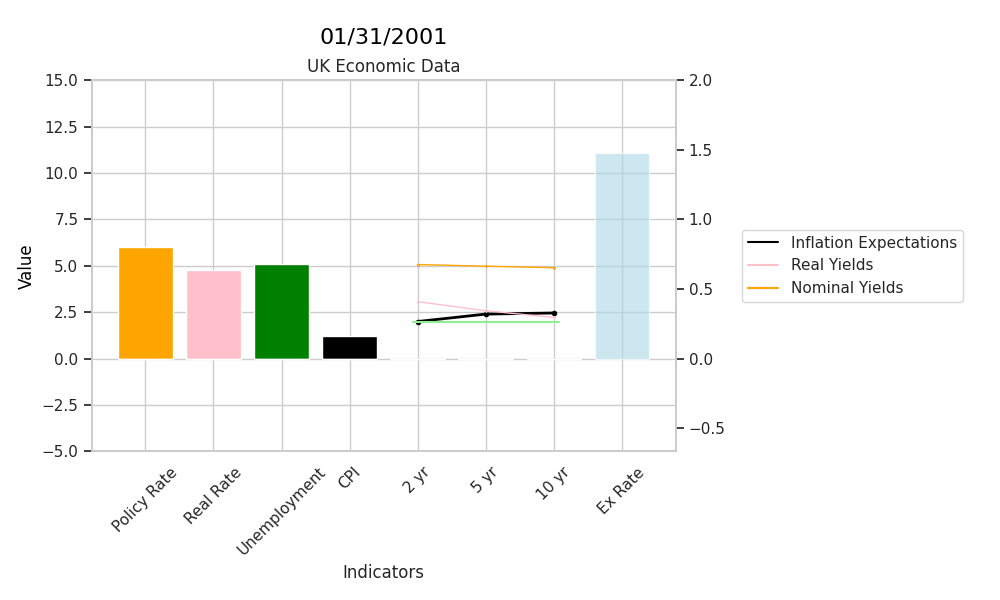 01/31/2001
UK Economic Data
15.0
12.5
10.0
7.5
5.0
2.5
0.0
−2.5
−5.0
Value
2.0
1.5
1.0
0.5
0.0
−0.5
Inflation Expectations
Real Yields
Nominal Yields
Policy Rate
Real Rate
Unemployment
CPI
2 yr
5 yr
10 yr
Ex Rate
Indicators